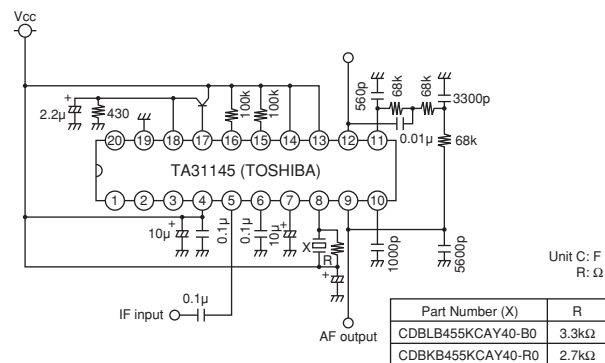 Vcc
+
2.2μ
430
100k
100k
560p
68k
68k
3300p
0.01μ
68k
20 19 18 17 16 15 14 13 12 11
TA31145 (TOSHIBA)
1 2 3 4 5 6 7 8 9 10
10μ
+
0.1μ
0.1μ
10μ
+
X
R
+
1000p
5600p
0.1μ
IF input
AF output
Unit C: F
R: Ω
Part Number (X) R
CDBLB455KCAY40-B0 3.3kΩ
CDBKB455KCAY40-R0 2.7kΩ